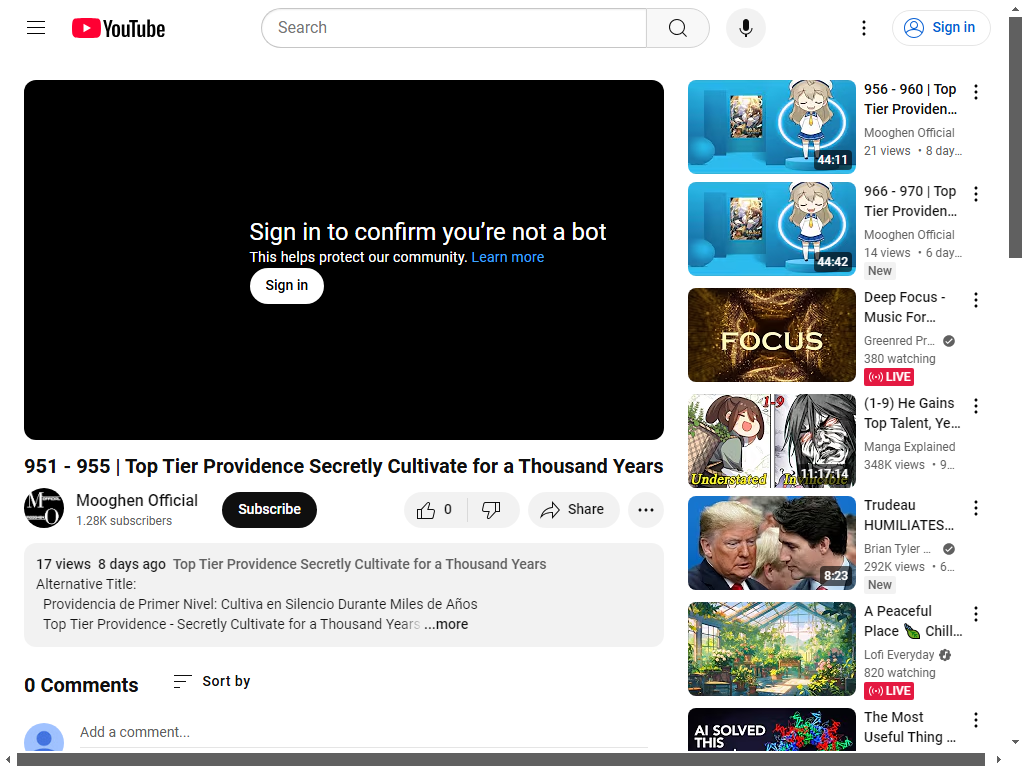 YouTube
Search
Sign in
Sign in to confirm you’re not a bot
This helps protect our community. Learn more
Sign in
951 - 955 | Top Tier Providence Secretly Cultivate for a Thousand Years
Mooghen Official
1.28K subscribers
Subscribe
0
Share
17 views 8 days ago Top Tier Providence Secretly Cultivate for a Thousand Years
Alternative Title:
Providencia de Primer Nivel: Cultiva en Silencio Durante Miles de Años
Top Tier Providence - Secretly Cultivate for a Thousand Years ...more
0 Comments
Sort by
Add a comment...
44:11
956 - 960 | Top
Tier Providen...
Mooghen Official
21 views • 8 day...
44:42
966 - 970 | Top
Tier Providen...
Mooghen Official
14 views • 6 day...
New
FOCUS
Deep Focus -
Music For...
Greenred Pr...
380 watching
LIVE
1-9
Understated
Invincible
11:17:14
(1-9) He Gains
Top Talent, Ye...
Manga Explained
348K views • 9...
8:23
Trudeau
HUMILIATES...
Brian Tyler ...
292K views • 6...
New
A Peaceful
Place Chill...
Lofi Everyday
820 watching
LIVE
AI SOLVED
THIS
The Most
Useful Thing ...